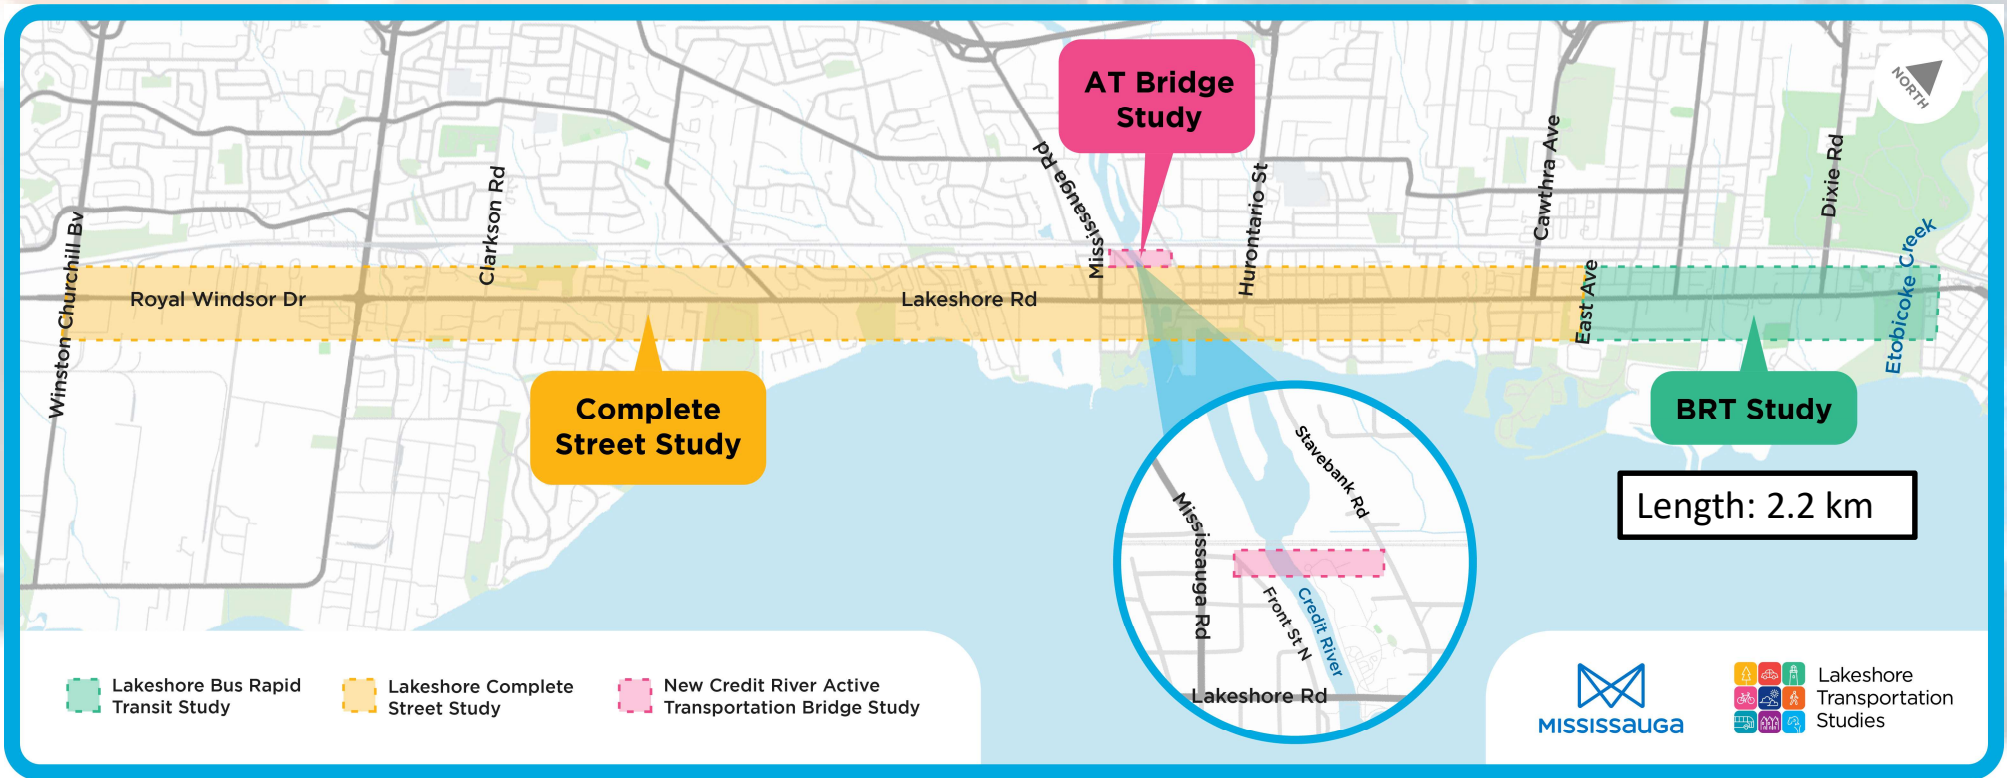 AT Bridge
Study
NORTH
Mississauga Rd
Mississauga Rd
Hurontario St
Cawthra Ave
Dixie Rd
Clarkson Rd
Winston Churchill Bv
Royal Windsor Dr
Lakeshore Rd
East Ave
Etobicoke Creek
Complete
Street Study
BRT Study
Length: 2.2 km
Stavebank Rd
Mississauga Rd
Front St N
Credit River
Lakeshore Rd
Lakeshore Bus Rapid
Transit Study
Lakeshore Complete
Street Study
New Credit River Active
Transportation Bridge Study
MISSISSAUGA
Lakeshore
Transportation
Studies